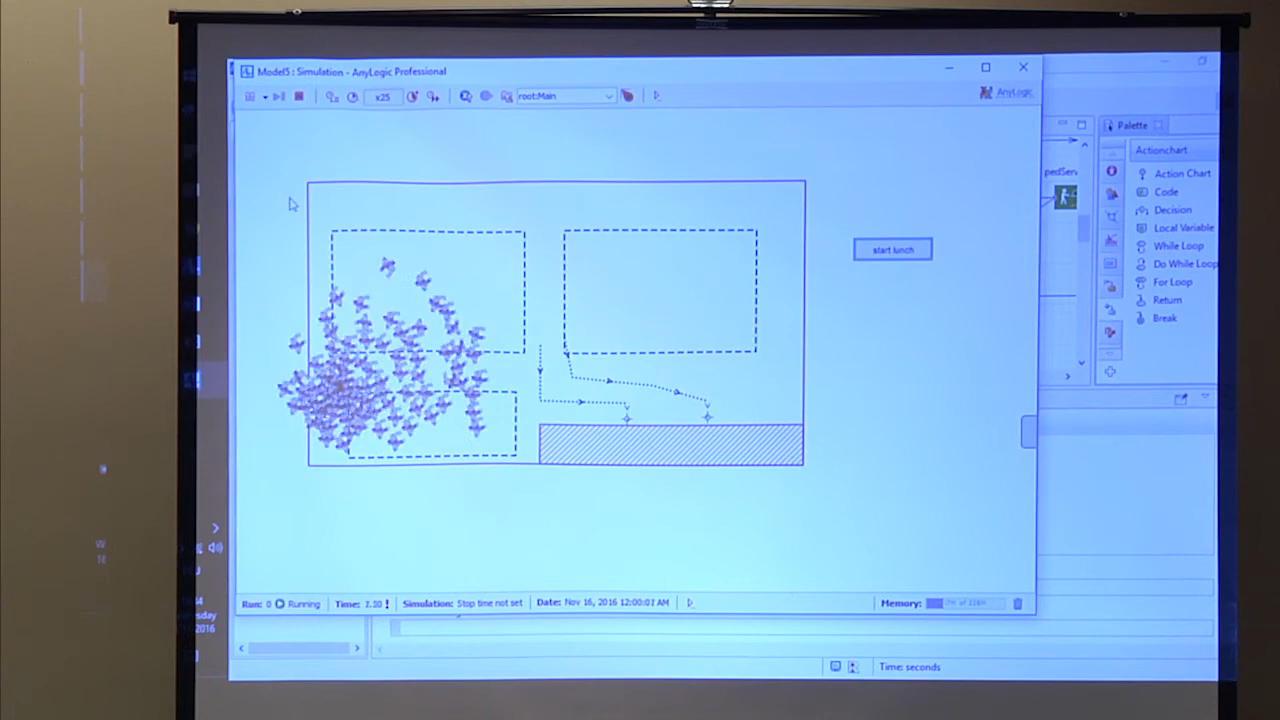 Model5 : Simulation - AnyLogic Professional
x25
root:Main
AnyLogic
Palette
Actionchart
Action Chart
Code
Decision
Local Variable
While Loop
Do While Loop
For Loop
Return
Break
start lunch
Run: 0 Running
Time:
Simulation: Stop time not set
Date: Nov 16, 2016 12:00:01 AM
Memory:
2016
Time: seconds